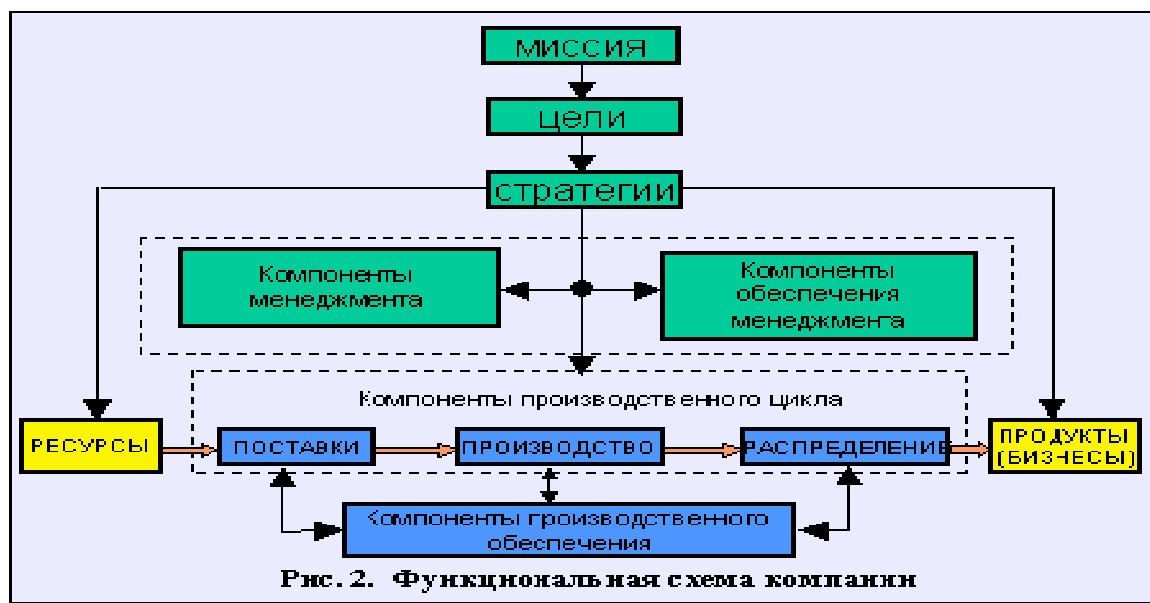 миссия
цели
стратегии
Компоненты
менеджмента
Компоненты
обеспечения
менеджмента
Компоненты производственного цикла
РЕСУРСЫ
ПОСТАВКИ
ПРОИЗВОДСТВО
РАСПРЕДЕЛЕНИЕ
ПРОДУКТЫ
(БИЗНЕСЫ)
Компоненты производственного
обеспечения
Рис. 2. Функциональная схема компании